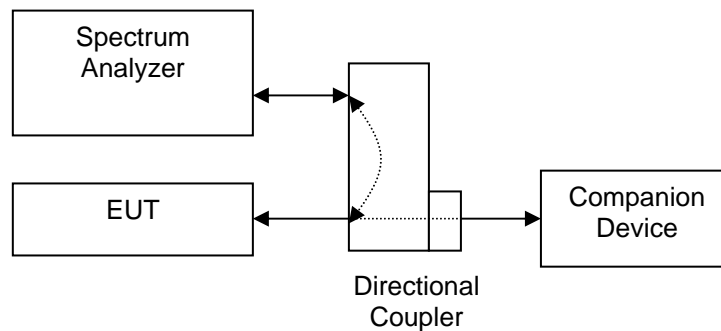 Spectrum
Analyzer
EUT
Companion
Device
Directional
Coupler